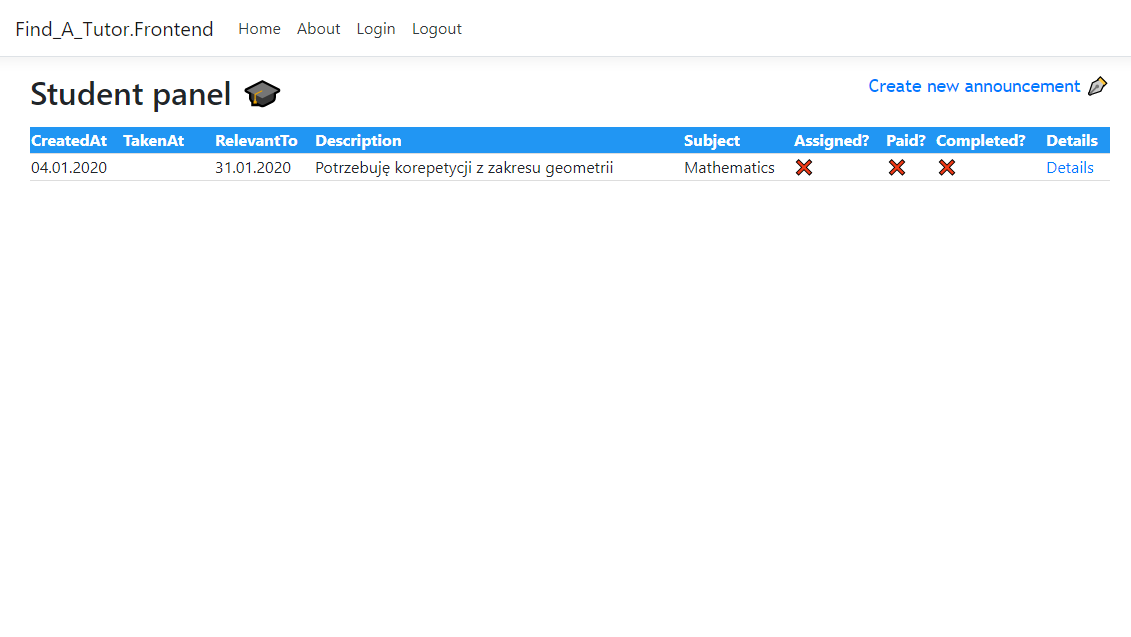 Find_A_Tutor.Frontend Home About Login Logout
Student panel
Create new announcement
CreatedAt TakenAt RelevantTo Description Subject Assigned? Paid? Completed? Details
04.01.2020 31.01.2020 Potrzebuję korepetycji z zakresu geometrii Mathematics Details